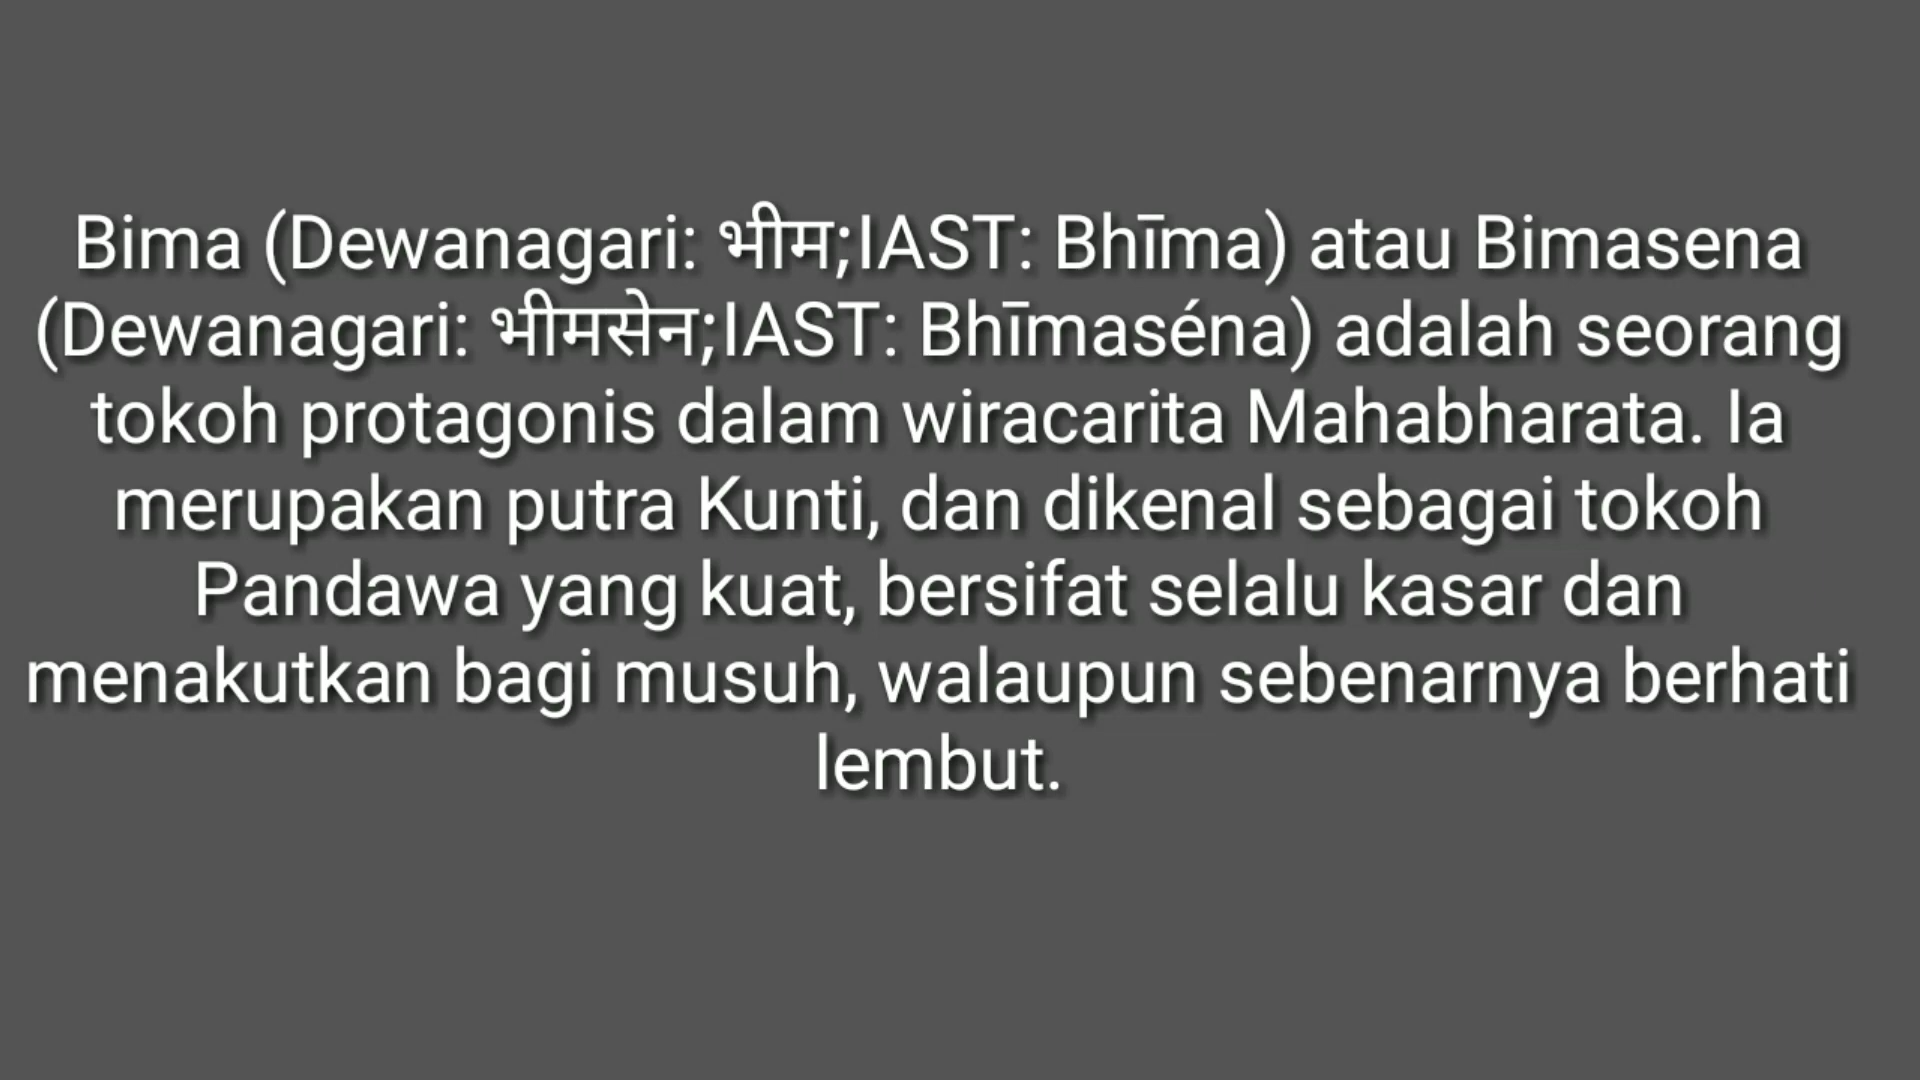 Bima (Dewanagari: भीम;IAST: Bhīma) atau Bimasena
(Dewanagari: भीमसेन;IAST: Bhīmaséna) adalah seorang
tokoh protagonis dalam wiracarita Mahabharata. Ia
merupakan putra Kunti, dan dikenal sebagai tokoh
Pandawa yang kuat, bersifat selalu kasar dan
menakutkan bagi musuh, walaupun sebenarnya berhati
lembut.